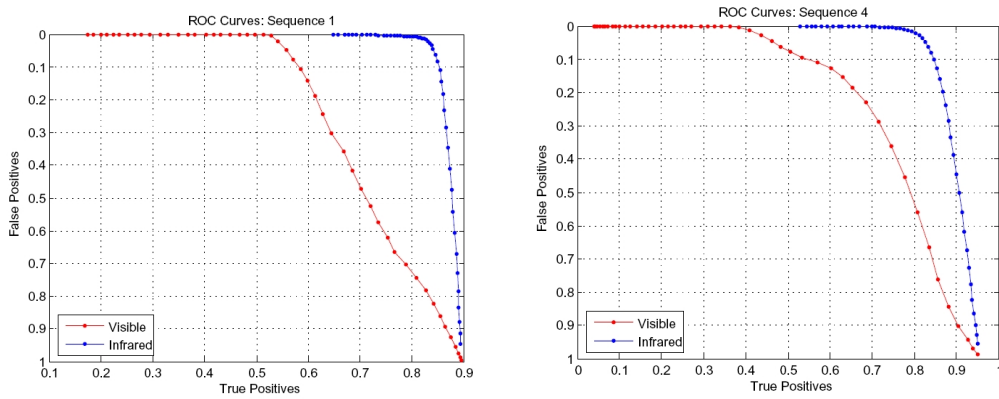 ROC Curves: Sequence 1
0
0.1
0.2
0.3
0.4
0.5
0.6
0.7
0.8
0.9
1
False Positives
Visible
Infrared
0.1 0.2 0.3 0.4 0.5 0.6 0.7 0.8 0.9
True Positives
ROC Curves: Sequence 4
0
0.1
0.2
0.3
0.4
0.5
0.6
0.7
0.8
0.9
1
False Positives
Visible
Infrared
0 0.1 0.2 0.3 0.4 0.5 0.6 0.7 0.8 0.9 1
True Positives